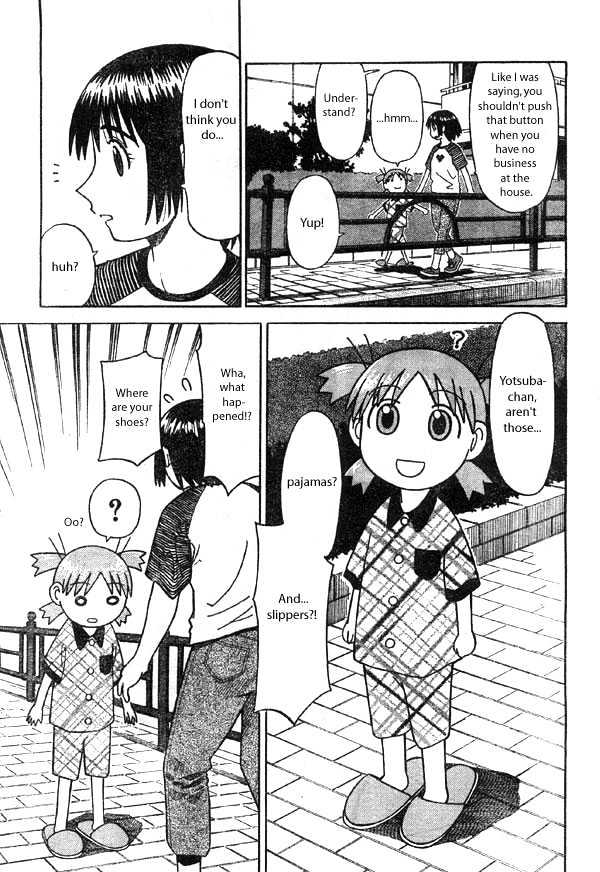 Like I was
saying, you
shouldn't push
that button
when you
have no
business
at the
house.
Under-
stand?
...hmm...
Yup!
I don't
think you
do...
huh?
Yotsuba-
chan,
aren't
those...
?
pajamas?
And...
slippers?!
Wha,
what
hap-
pened!?
Where
are your
shoes?
?
Oo?